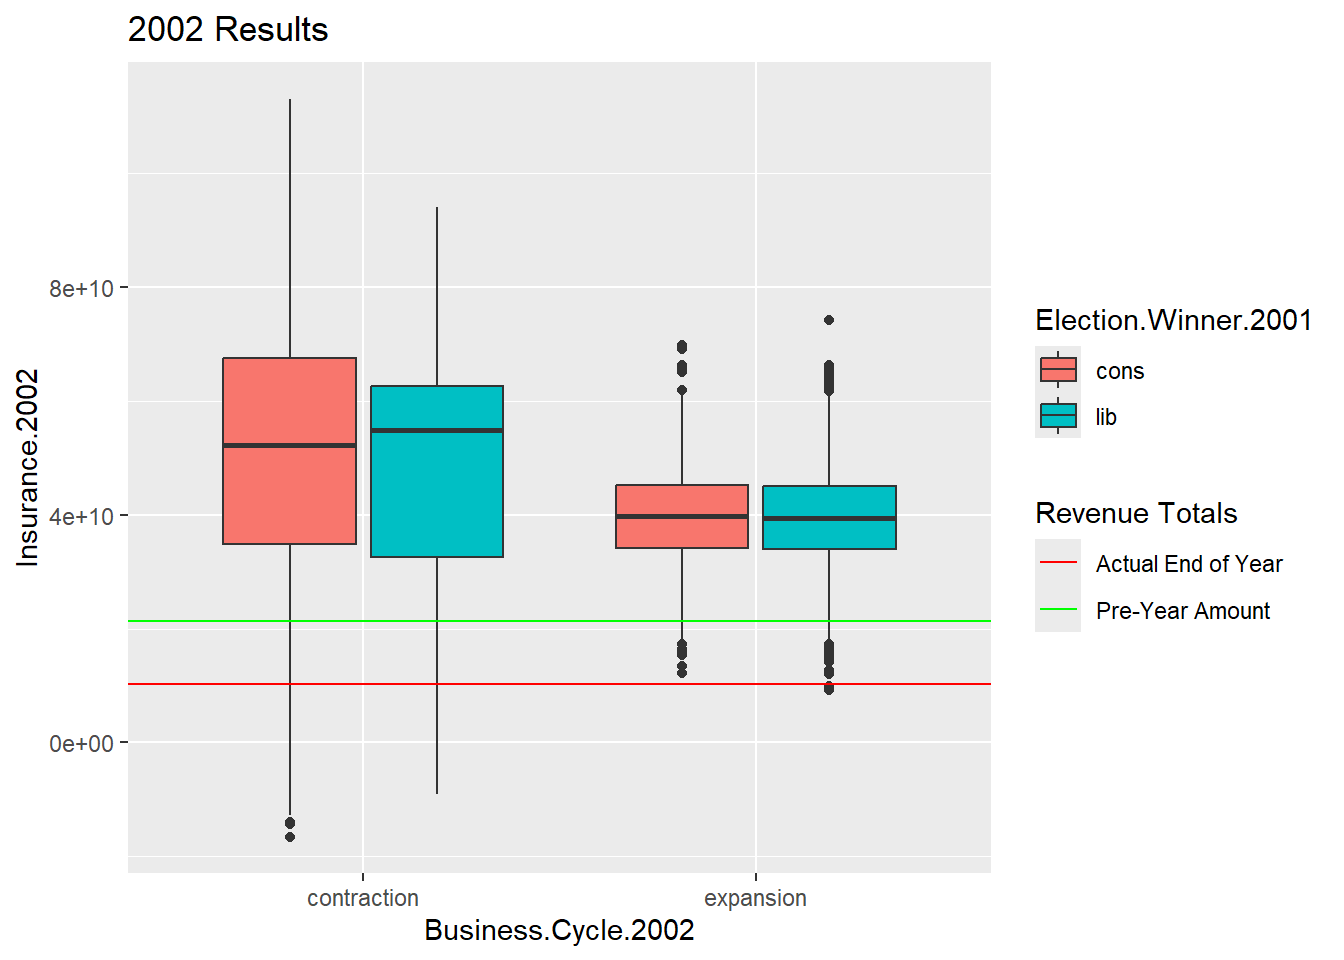 2002 Results
Insurance.2002
8e+10
4e+10
0e+00
contraction
expansion
Business.Cycle.2002
Election.Winner.2001
cons
lib
Revenue Totals
Actual End of Year
Pre-Year Amount